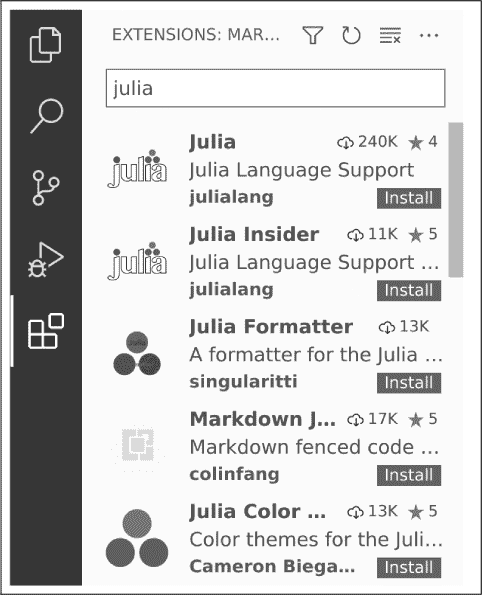 EXTENSIONS: MAR...
julia
Julia 240K 4
julia Julia Language Support
julialang Install
Julia Insider 11K 5
julia Julia Language Support ...
julialang Install
Julia Formatter 13K
A formatter for the Julia ...
singularitti Install
Markdown J... 17K 5
Markdown fenced code ...
colinfang Install
Julia Color ... 13K 5
Color themes for the Juli...
Cameron Biega... Install